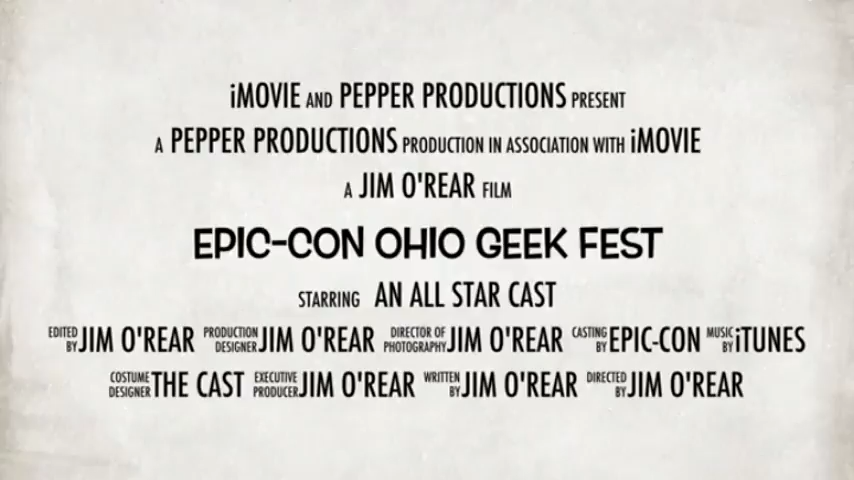 iMOVIE AND PEPPER PRODUCTIONS PRESENT
A PEPPER PRODUCTIONS PRODUCTION IN ASSOCIATION WITH iMOVIE
A JIM O'REAR FILM
EPIC-CON OHIO GEEK FEST
STARRING AN ALL STAR CAST
EDITED BY JIM O'REAR PRODUCTION DESIGNER JIM O'REAR DIRECTOR OF PHOTOGRAPHY JIM O'REAR CASTING BY EPIC-CON MUSIC BY iTUNES
COSTUME DESIGNER THE CAST EXECUTIVE PRODUCER JIM O'REAR WRITTEN BY JIM O'REAR DIRECTED BY JIM O'REAR